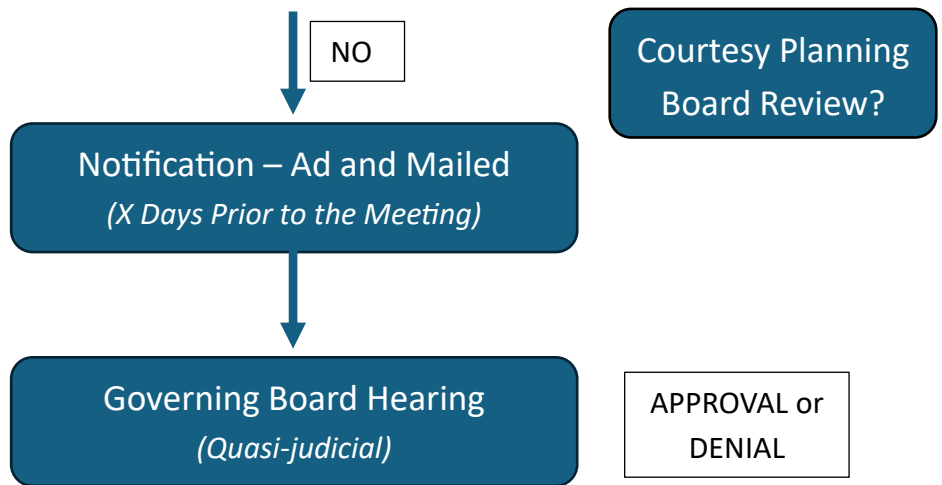 NO
Courtesy Planning
Board Review?
Notification – Ad and Mailed
(X Days Prior to the Meeting)
Governing Board Hearing
(Quasi-judicial)
APPROVAL or
DENIAL